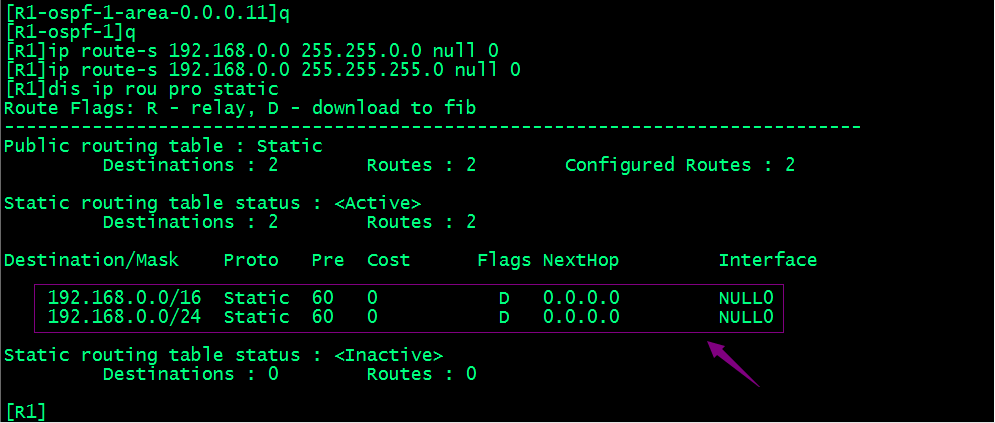 [R1-ospf-1-area-0.0.0.11]q
[R1-ospf-1]q
[R1]ip route-s 192.168.0.0 255.255.0.0 null 0
[R1]ip route-s 192.168.0.0 255.255.255.0 null 0
[R1]dis ip rou pro static
Route Flags: R - relay, D - download to fib
------------------------------------------------------------------------------
Public routing table : Static
         Destinations : 2        Routes : 2        Configured Routes : 2
Static routing table status : <Active>
         Destinations : 2        Routes : 2
Destination/Mask    Proto   Pre  Cost      Flags NextHop         Interface
    192.168.0.0/16  Static  60   0           D   0.0.0.0         NULL0
    192.168.0.0/24  Static  60   0           D   0.0.0.0         NULL0
Static routing table status : <Inactive>
         Destinations : 0        Routes : 0
[R1]